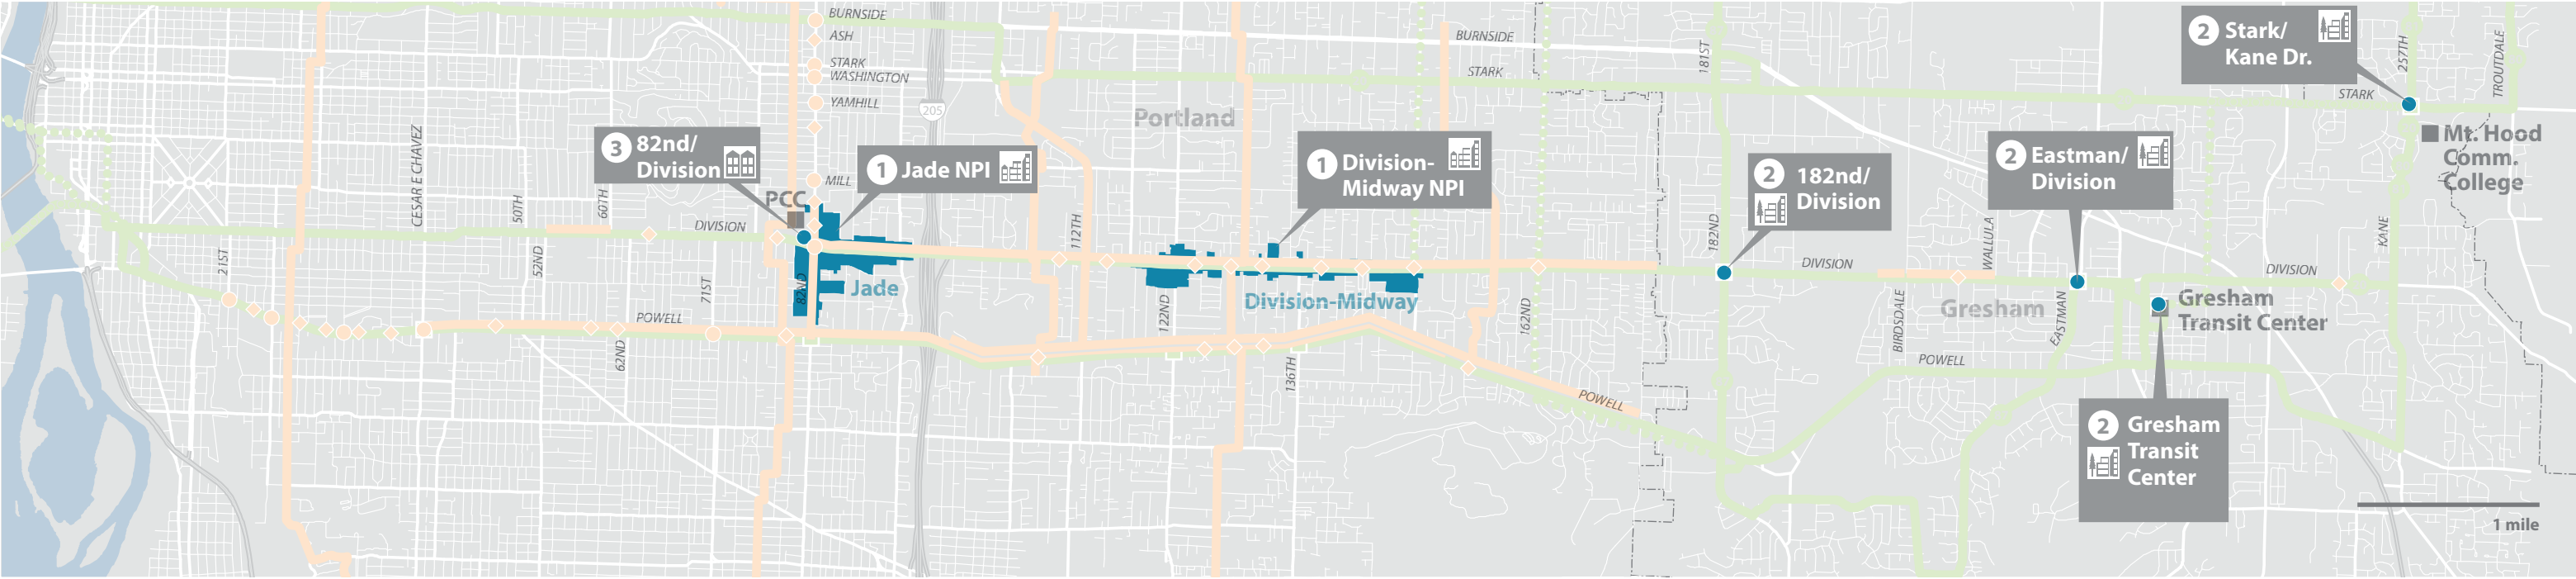 BURNSIDE
ASH
STARK
WASHINGTON
YAMHILL
MILL
205
Portland
BURNSIDE
STARK
181ST
2 Stark/
Kane Dr.
257TH
TROUTDALE
STARK
Mt. Hood
Comm.
College
3 82nd/
Division
1 Jade NPI
1 Division-
Midway NPI
2 182nd/
Division
2 Eastman/
Division
PCC
CESAR E CHAVEZ
50TH
60TH
DIVISION
112TH
182ND
WALLULA
KANE
21ST
52ND
71ST
82ND
Jade
122ND
Division-Midway
162ND
DIVISION
BIRDSDALE
Gresham
EASTMAN
DIVISION
Gresham
Transit Center
POWELL
62ND
136TH
POWELL
POWELL
2 Gresham
Transit
Center
1 mile